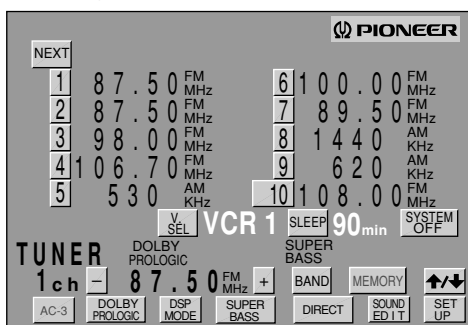 PIONEER
NEXT
1 87.50 FM MHz 6 100.00 FM MHz
2 87.50 FM MHz 7 89.50 FM MHz
3 98.00 FM MHz 8 1440 AM KHz
4 106.70 FM MHz 9 620 AM KHz
5 530 AM KHz 10 108.00 FM MHz
V. SEL VCR 1 SLEEP 90 min SYSTEM OFF
TUNER DOLBY PROLOGIC SUPER BASS
1ch − 87.50 FM MHz + BAND MEMORY ↑/↓
AC-3 DOLBY PROLOGIC DSP MODE SUPER BASS DIRECT SOUND EDIT SET UP